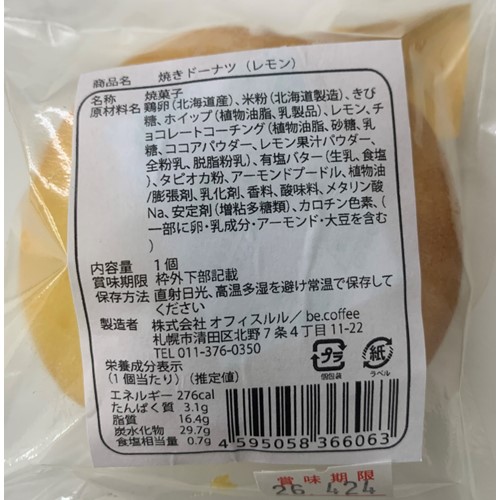 商品名　焼きドーナツ（レモン）
名称　焼菓子
原材料名　鶏卵（北海道産）、米粉（北海道製造）、きび
糖、ホイップ（植物油脂、乳製品）、レモン、チ
ョコレートコーチング（植物油脂、砂糖、乳
糖、ココアパウダー、レモン果汁パウダー、
全粉乳、脱脂粉乳）、有塩バター（生乳、食塩
）、タピオカ粉、アーモンドプードル、植物油
/膨張剤、乳化剤、香料、酸味料、メタリン酸
Na、安定剤（増粘多糖類）、カロチン色素、（
一部に卵・乳成分・アーモンド・大豆を含む
）
内容量　1個
賞味期限　枠外下部記載
保存方法　直射日光、高温多湿を避け常温で保存して
ください
製造者　株式会社オフィスルル／be.coffee
札幌市清田区北野７条４丁目11-22
TEL 011-376-0350
プラ
個包装
紙
ラベル
栄養成分表示
（１個当たり）（推定値）
エネルギー 276cal
たんぱく質 3.1g
脂質 16.4g
炭水化物 29.7g
食塩相当量 0.7g
4 595058 366063
賞味期限
26. 4.24